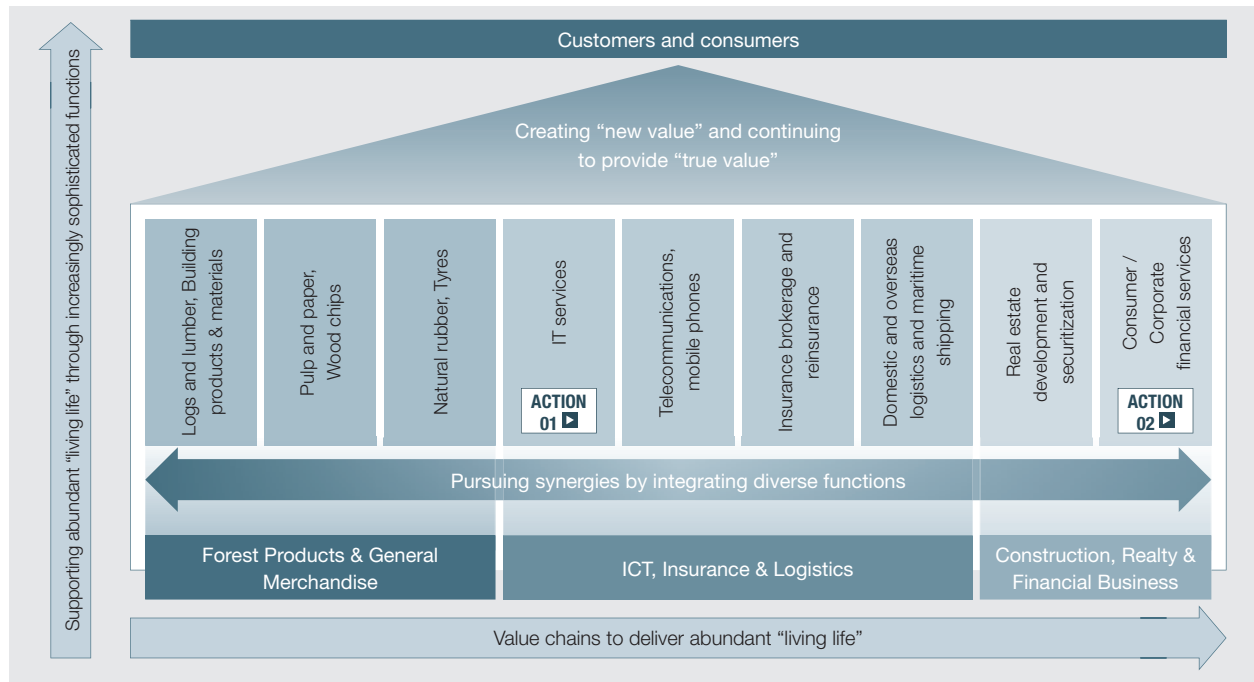 Customers and consumers
Supporting abundant “living life” through increasingly sophisticated functions
Creating “new value” and continuing
to provide “true value”
Logs and lumber, Building
products & materials
Pulp and paper,
Wood chips
Natural rubber, Tyres
IT services
ACTION
01
Telecommunications,
mobile phones
Insurance brokerage and
reinsurance
Domestic and overseas
logistics and maritime
shipping
Real estate
development and
securitization
Consumer /
Corporate
financial services
ACTION
02
Pursuing synergies by integrating diverse functions
Forest Products & General
Merchandise
ICT, Insurance & Logistics
Construction, Realty &
Financial Business
Value chains to deliver abundant “living life”